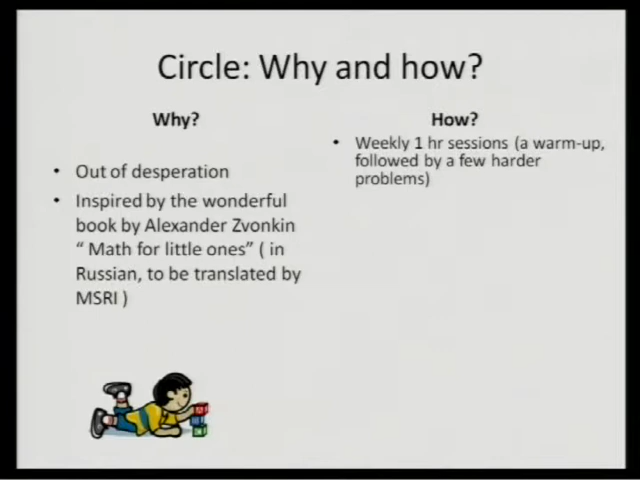 Circle: Why and how?
Why?
• Out of desperation
• Inspired by the wonderful
book by Alexander Zvonkin
“ Math for little ones” ( in
Russian, to be translated by
MSRI )
How?
• Weekly 1 hr sessions (a warm-up,
followed by a few harder
problems)